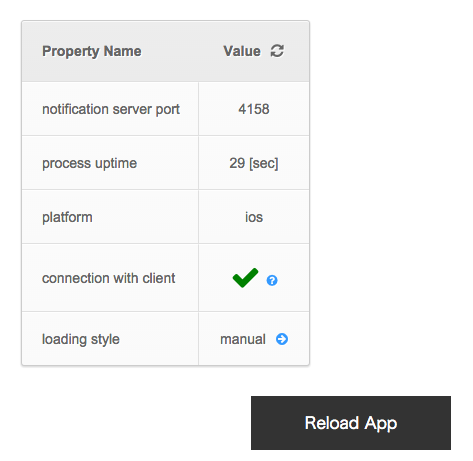 Property Name Value
notification server port 4158
process uptime 29 [sec]
platform ios
connection with client
loading style manual
Reload App